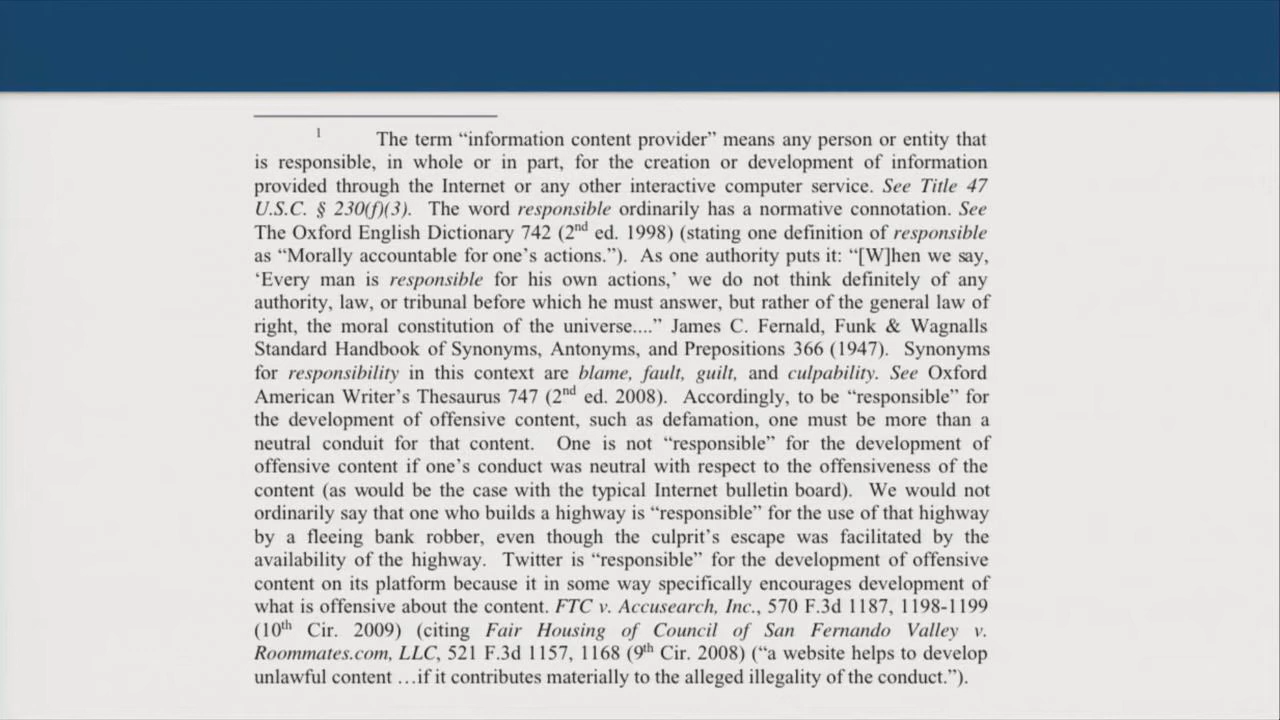 1 The term “information content provider” means any person or entity that
is responsible, in whole or in part, for the creation or development of information
provided through the Internet or any other interactive computer service. See Title 47
U.S.C. § 230(f)(3). The word responsible ordinarily has a normative connotation. See
The Oxford English Dictionary 742 (2nd ed. 1998) (stating one definition of responsible
as “Morally accountable for one’s actions.”). As one authority puts it: “[W]hen we say,
‘Every man is responsible for his own actions,’ we do not think definitely of any
authority, law, or tribunal before which he must answer, but rather of the general law of
right, the moral constitution of the universe....” James C. Fernald, Funk & Wagnalls
Standard Handbook of Synonyms, Antonyms, and Prepositions 366 (1947). Synonyms
for responsibility in this context are blame, fault, guilt, and culpability. See Oxford
American Writer’s Thesaurus 747 (2nd ed. 2008). Accordingly, to be “responsible” for
the development of offensive content, such as defamation, one must be more than a
neutral conduit for that content. One is not “responsible” for the development of
offensive content if one’s conduct was neutral with respect to the offensiveness of the
content (as would be the case with the typical Internet bulletin board). We would not
ordinarily say that one who builds a highway is “responsible” for the use of that highway
by a fleeing bank robber, even though the culprit’s escape was facilitated by the
availability of the highway. Twitter is “responsible” for the development of offensive
content on its platform because it in some way specifically encourages development of
what is offensive about the content. FTC v. Accusearch, Inc., 570 F.3d 1187, 1198-1199
(10th Cir. 2009) (citing Fair Housing of Council of San Fernando Valley v.
Roommates.com, LLC, 521 F.3d 1157, 1168 (9th Cir. 2008) (“a website helps to develop
unlawful content …if it contributes materially to the alleged illegality of the conduct.”).